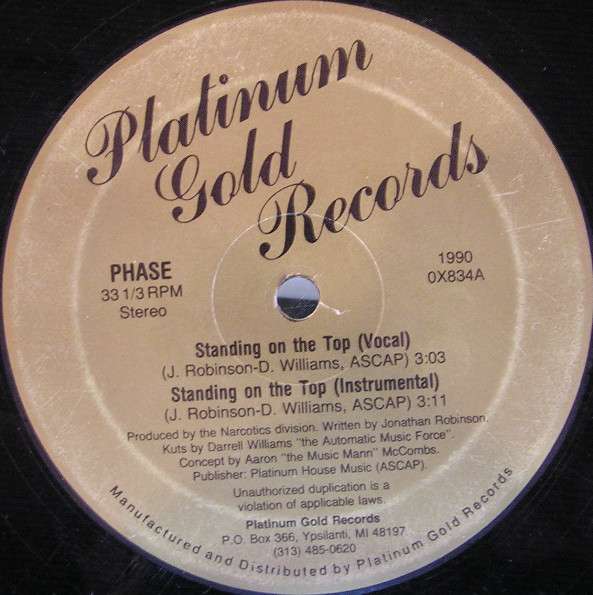 Platinum
Gold
Records
PHASE
33 1/3 RPM
Stereo
1990
0X834A
Standing on the Top (Vocal)
(J. Robinson-D. Williams, ASCAP) 3:03
Standing on the Top (Instrumental)
(J. Robinson-D. Williams, ASCAP) 3:11
Produced by the Narcotics division. Written by Jonathan Robinson.
Kuts by Darrell Williams "the Automatic Music Force".
Concept by Aaron "the Music Mann" McCombs.
Publisher: Platinum House Music (ASCAP).
Unauthorized duplication is a
violation of applicable laws.
Platinum Gold Records
P.O. Box 366, Ypsilanti, MI 48197
(313) 485-0620
Manufactured and Distributed by Platinum Gold Records